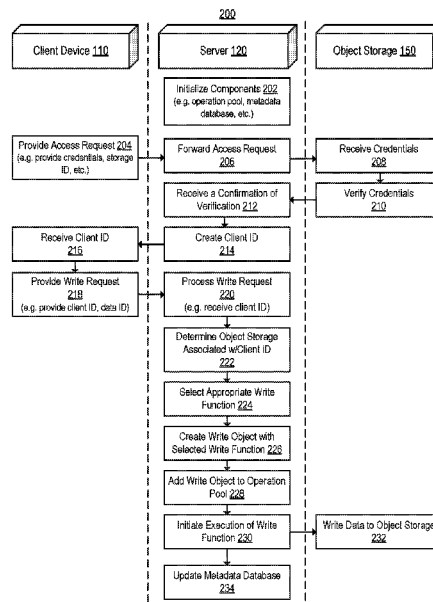 200
Client Device 110
Server 120
Object Storage 150
Initialize Components 202
(e.g. operation pool, metadata
database, etc.)
Provide Access Request 204
(e.g. provide credentials, storage
ID, etc.)
Forward Access Request
206
Receive Credentials
208
Receive a Confirmation of
Verification 212
Verify Credentials
210
Receive Client ID
216
Create Client ID
214
Provide Write Request
218
(e.g. provide client ID, data ID)
Process Write Request
220
(e.g. receive client ID)
Determine Object Storage
Associated w/Client ID
222
Select Appropriate Write
Function 224
Create Write Object with
Selected Write Function 226
Add Write Object to Operation
Pool 228
Initiate Execution of Write
Function 230
Write Data to Object Storage
232
Update Metadata Database
234